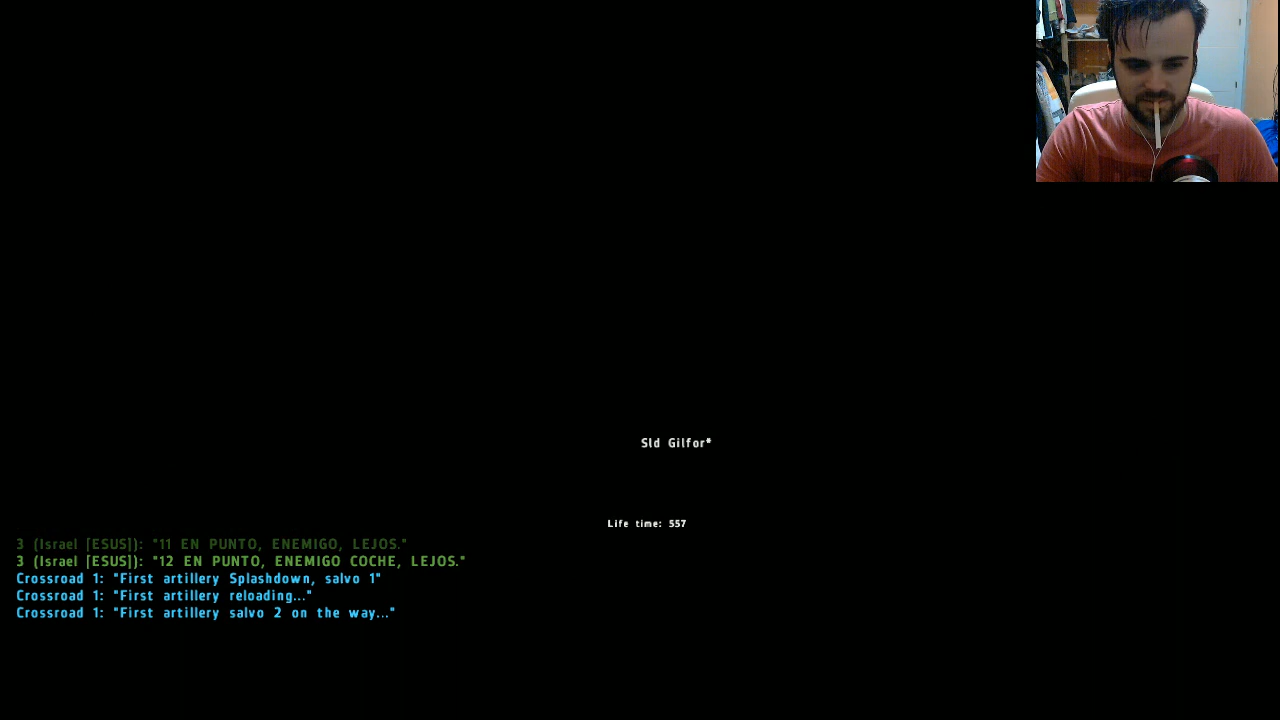 Sld Gilfor*
Life time: 557
3 (Israel [ESUS]): "11 EN PUNTO, ENEMIGO, LEJOS."
3 (Israel [ESUS]): "12 EN PUNTO, ENEMIGO COCHE, LEJOS."
Crossroad 1: "First artillery Splashdown, salvo 1"
Crossroad 1: "First artillery reloading..."
Crossroad 1: "First artillery salvo 2 on the way..."